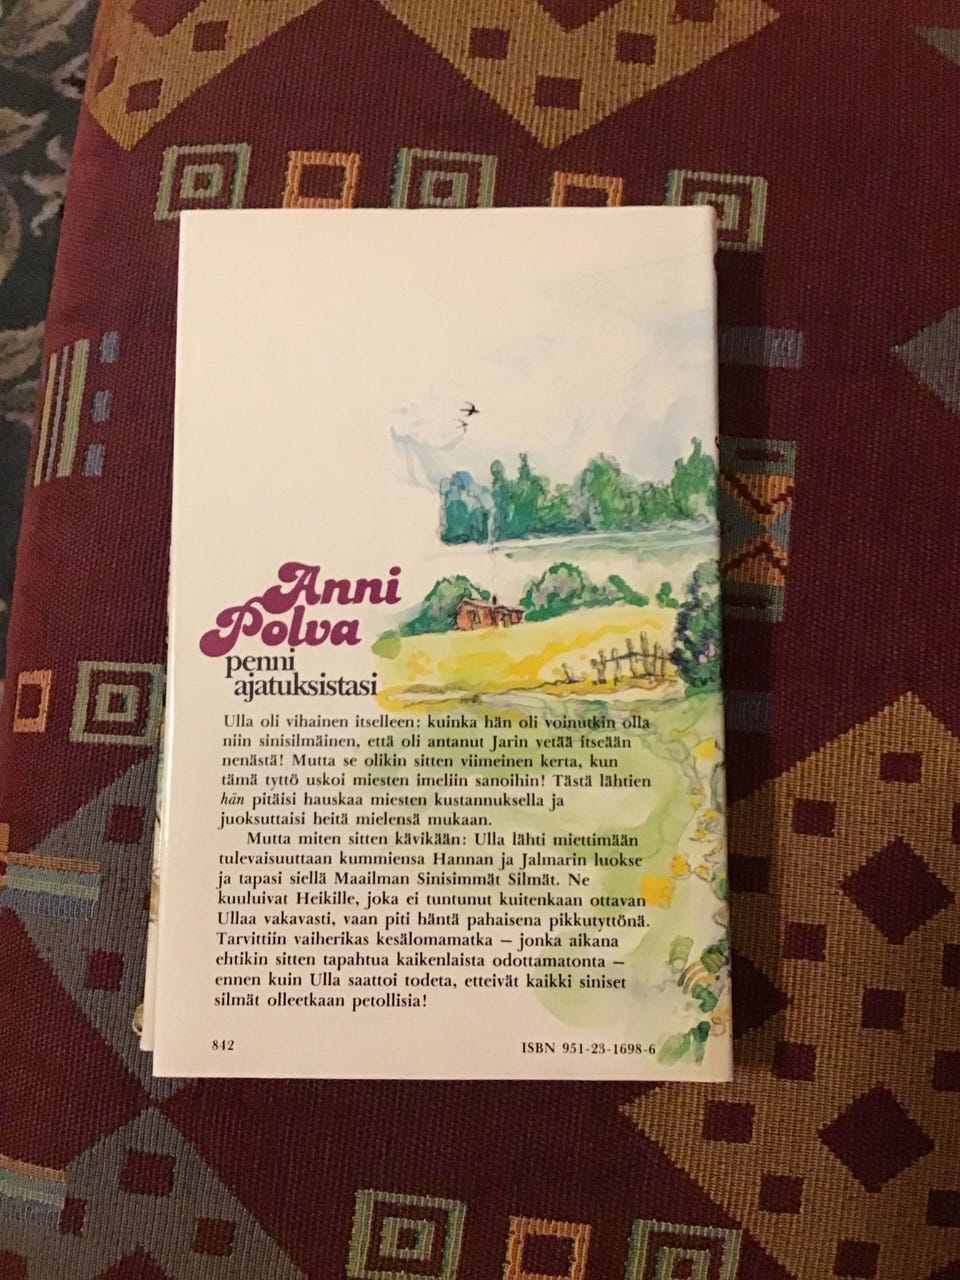 Anni
Polva
penni
ajatuksistasi
Ulla oli vihainen itselleen: kuinka hän oli voinutkin olla
niin sinisilmäinen, että oli antanut Jarin vetää itseään
nenästä! Mutta se olikin sitten viimeinen kerta, kun
tämä tyttö uskoi miesten imeliin sanoihin! Tästä lähtien
hän pitäisi hauskaa miesten kustannuksella ja
juoksuttaisi heitä mielensä mukaan.
Mutta miten sitten kävikään: Ulla lähti miettimään
tulevaisuuttaan kummiensa Hannan ja Jalmarin luokse
ja tapasi siellä Maailman Sinisimmät Silmät. Ne
kuuluivat Heikille, joka ei tuntunut kuitenkaan ottavan
Ullaa vakavasti, vaan piti häntä pahaisena pikkutyttönä.
Tarvittiin vaiherikas kesälomamatka – jonka aikana
ehtikin sitten tapahtua kaikenlaista odottamatonta –
ennen kuin Ulla saattoi todeta, etteivät kaikki siniset
silmät olleetkaan petollisia!
842
ISBN 951-23-1698-6